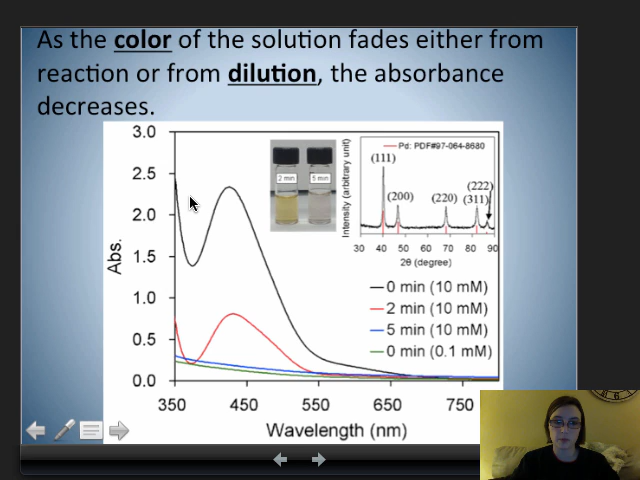 As the color of the solution fades either from
reaction or from dilution, the absorbance
decreases.
3.0
2.5
2.0
1.5
1.0
0.5
0.0
Abs.
350
450
550
650
750
Wavelength (nm)
2 min
5 min
Pd: PDF#97-064-8680
(111)
(200)
(220)
(222)
(311)
Intensity (arbitrary unit)
30 40 50 60 70 80 90
2θ (degree)
0 min (10 mM)
2 min (10 mM)
5 min (10 mM)
0 min (0.1 mM)